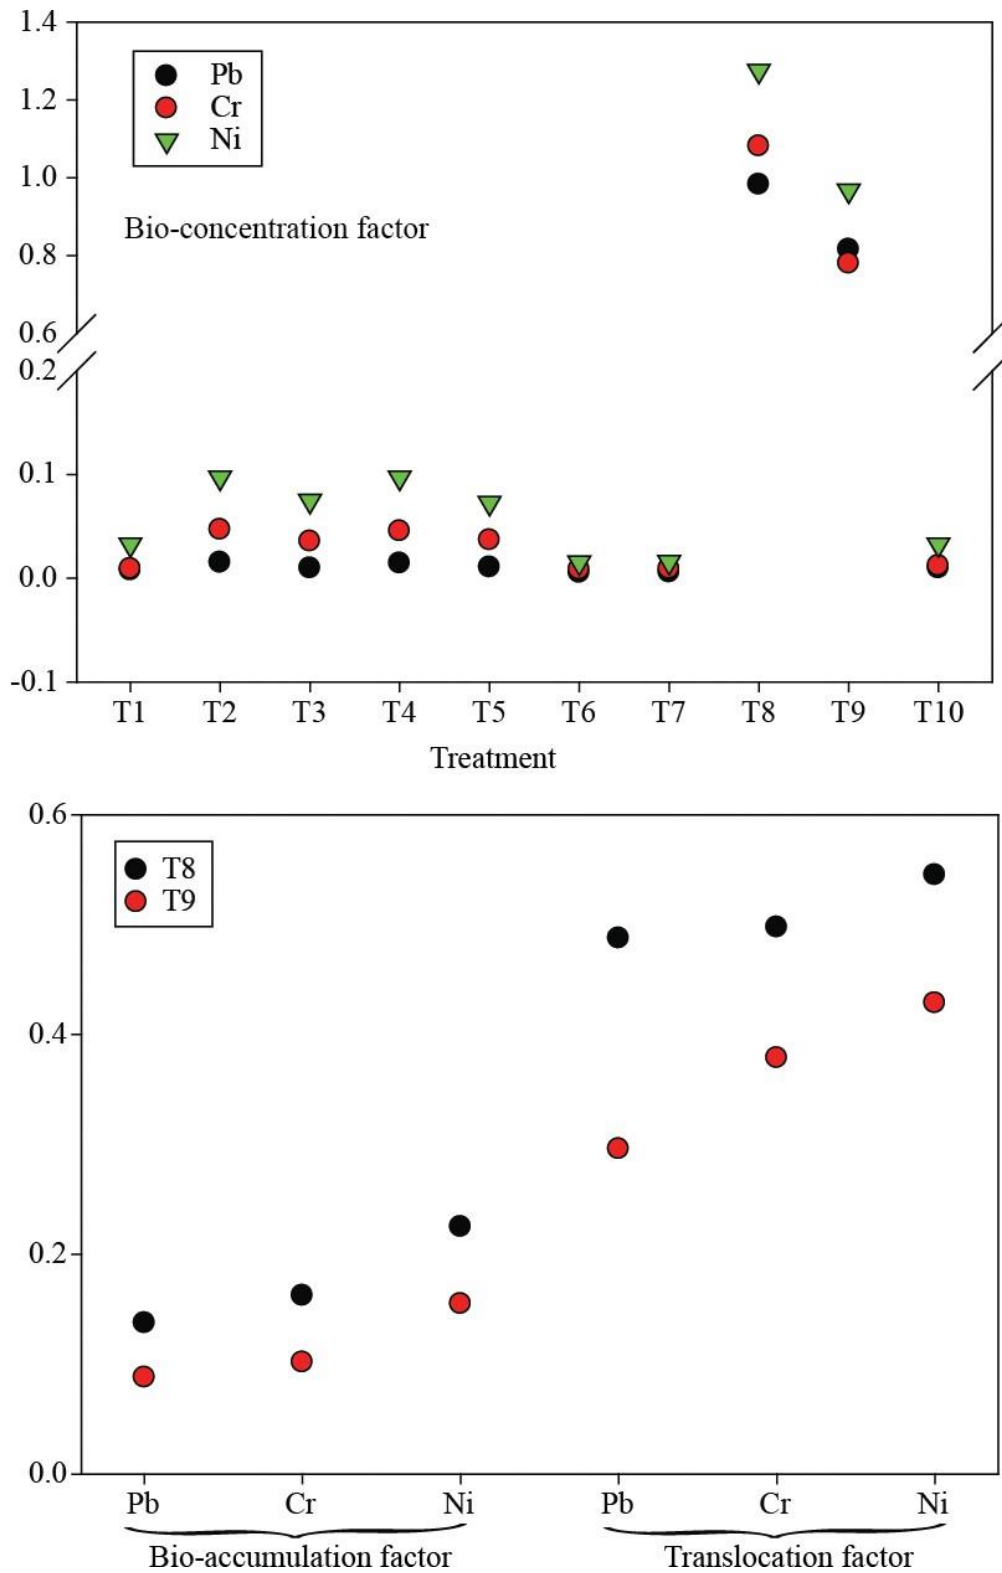 1.4
Pb
Cr
Ni
1.2
1.0
Bio-concentration factor
0.8
0.6
0.2
0.1
0.0
-0.1
T1 T2 T3 T4 T5 T6 T7 T8 T9 T10
Treatment
0.6
T8
T9
0.4
0.2
0.0
Pb Cr Ni Pb Cr Ni
Bio-accumulation factor Translocation factor